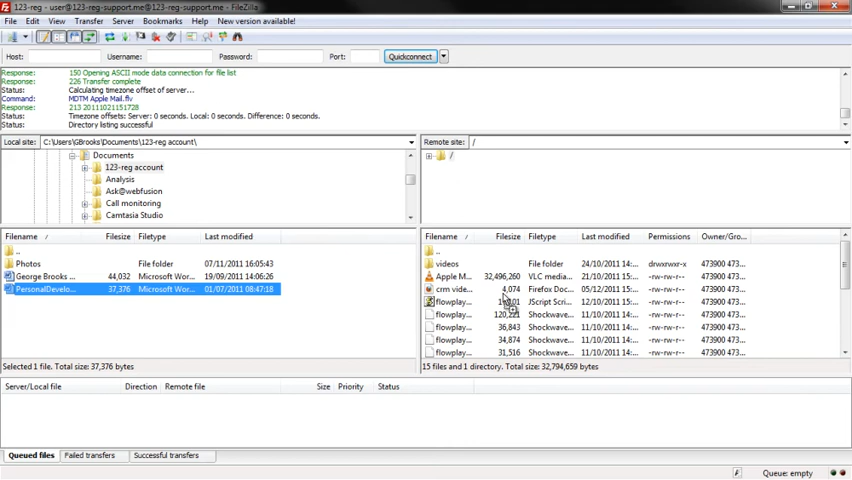 123-reg - user@123-reg-support.me@123-reg-support.me - FileZilla
File Edit View Transfer Server Bookmarks Help New version available!
Host: Username: Password: Port: Quickconnect
Response: 150 Opening ASCII mode data connection for file list
Response: 226 Transfer complete
Status: Calculating timezone offset of server...
Command: MDTM Apple Mail.flv
Response: 213 20111021151728
Status: Timezone offsets: Server: 0 seconds. Local: 0 seconds. Difference: 0 seconds.
Status: Directory listing successful
Local site: C:\Users\GBrooks\Documents\123-reg account\
Remote site: /
Documents
/
123-reg account
Analysis
Ask@webfusion
Call monitoring
Camtasia Studio
Filename / Filesize Filetype Last modified
Filename / Filesize Filetype Last modified Permissions Owner/Gro...
..
..
Photos File folder 07/11/2011 16:05:43
videos File folder 24/10/2011 14:... drwxrwxr-x 473900 473...
George Brooks ... 44,032 Microsoft Wor... 19/09/2011 14:06:26
Apple M... 32,496,260 VLC media... 21/10/2011 14:... -rw-rw-r-- 473900 473...
PersonalDevelo... 37,376 Microsoft Wor... 01/07/2011 08:47:18
crm vide... 4,074 Firefox Doc... 05/12/2011 15:... -rw-rw-r-- 473900 473...
flowplay... JScript Scri... 12/10/2011 15:... -rw-rw-r-- 473900 473...
flowplay... Shockwave... 11/10/2011 14:... -rw-rw-r-- 473900 473...
flowplay... 36,843 Shockwave... 11/10/2011 14:... -rw-rw-r-- 473900 473...
flowplay... 34,874 Shockwave... 11/10/2011 14:... -rw-rw-r-- 473900 473...
flowplay... 31,516 Shockwave... 11/10/2011 14:... -rw-rw-r-- 473900 473...
Selected 1 file. Total size: 37,376 bytes
15 files and 1 directory. Total size: 32,794,659 bytes
Server/Local file Direction Remote file Size Priority Status
Queued files Failed transfers Successful transfers
Queue: empty